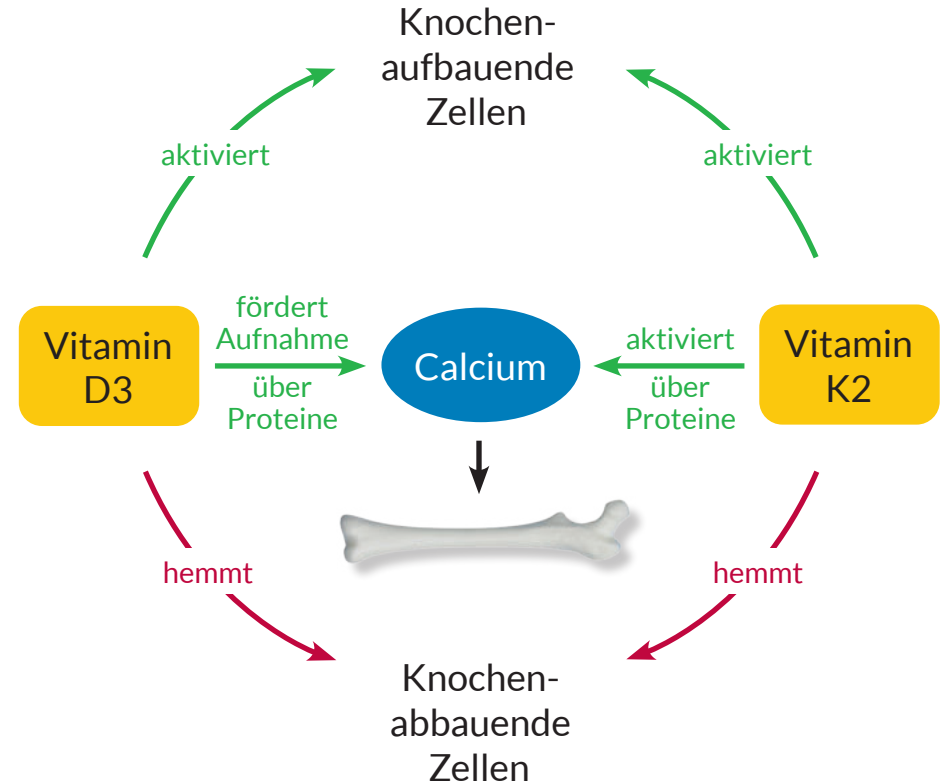 Knochen-
aufbauende
Zellen
aktiviert
aktiviert
Vitamin
D3
fördert
Aufnahme
über
Proteine
Calcium
aktiviert
über
Proteine
Vitamin
K2
hemmt
hemmt
Knochen-
abbauende
Zellen